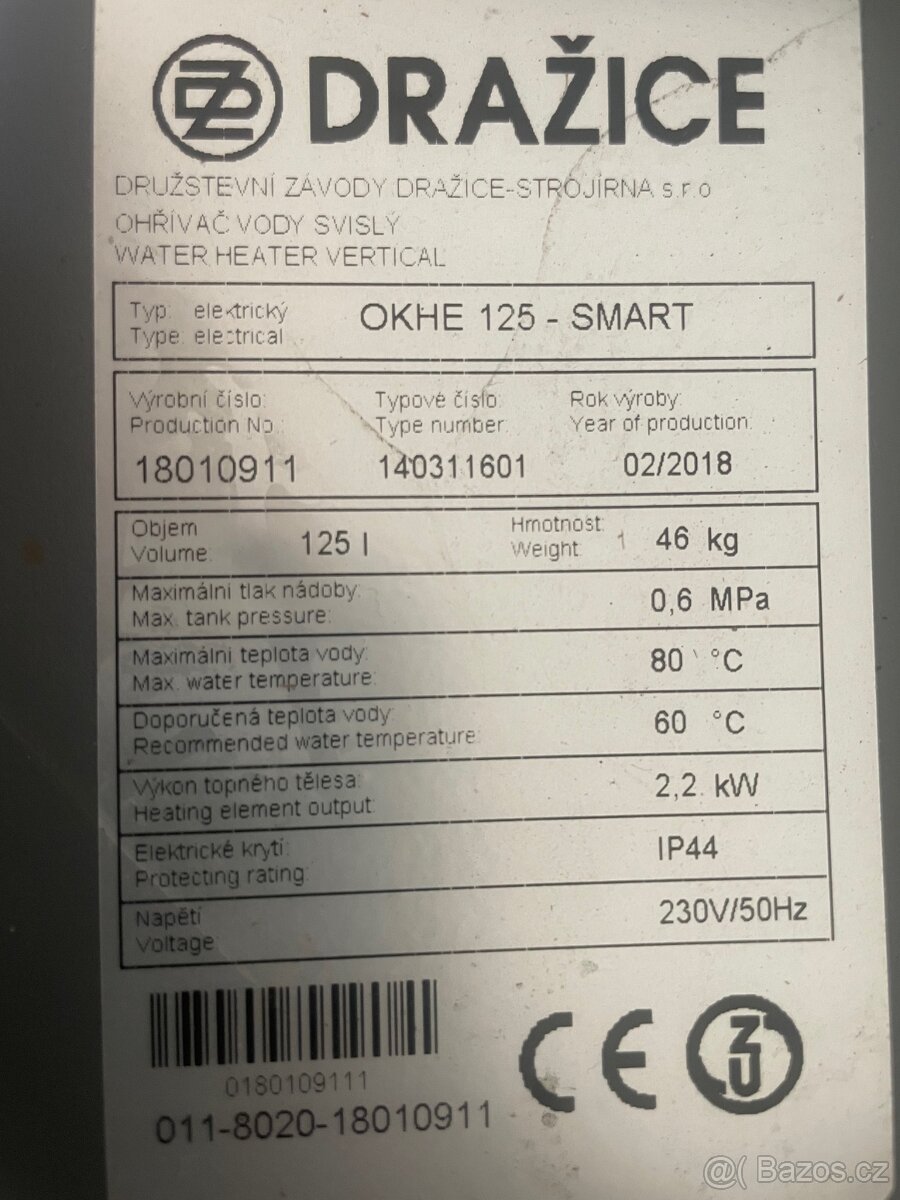 DRAŽICE
DRUŽSTEVNÍ ZÁVODY DRAŽICE-STROJÍRNA s.r.o
OHŘÍVAČ VODY SVISLÝ
WATER HEATER VERTICAL
Typ: elektrický OKHE 125 - SMART
Type: electrical
Výrobní číslo: Typové číslo: Rok výroby:
Production No.: Type number: Year of production:
18010911 140311601 02/2018
Objem Hmotnost:
Volume: 125 l Weight: 46 kg
Maximální tlak nádoby:
Max. tank pressure: 0,6 MPa
Maximální teplota vody: 80 °C
Max. water temperature:
Doporučená teplota vody: 60 °C
Recommended water temperature:
Výkon topného tělesa: 2,2 kW
Heating element output:
Elektrické krytí: IP44
Protecting rating:
Napětí 230V/50Hz
Voltage:
0180109111
011-8020-18010911
CE
@( Bazos.cz